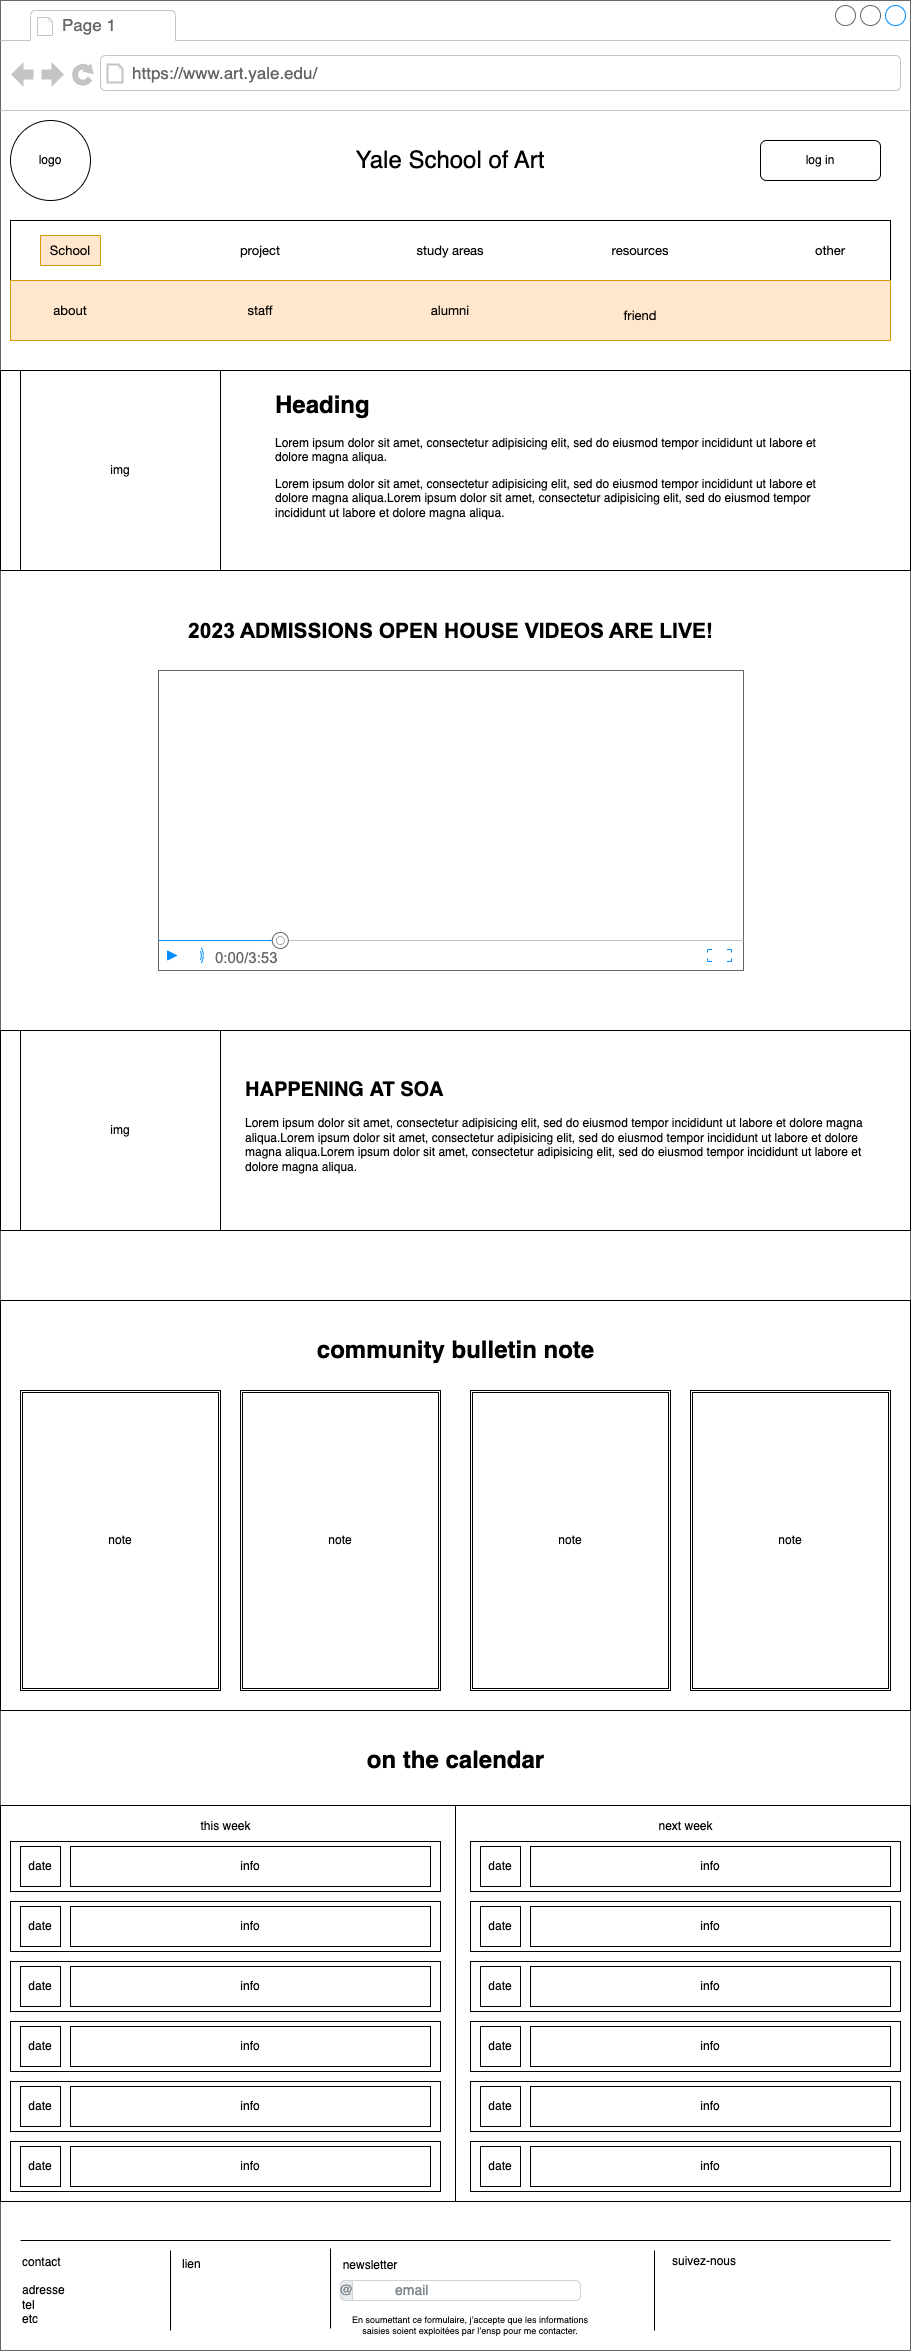 Page 1
https://www.art.yale.edu/
logo
Yale School of Art
log in
School
project
study areas
resources
other
about
staff
alumni
friend
img
Heading
Lorem ipsum dolor sit amet, consectetur adipisicing elit, sed do eiusmod tempor incididunt ut labore et
dolore magna aliqua.
Lorem ipsum dolor sit amet, consectetur adipisicing elit, sed do eiusmod tempor incididunt ut labore et
dolore magna aliqua.Lorem ipsum dolor sit amet, consectetur adipisicing elit, sed do eiusmod tempor
incididunt ut labore et dolore magna aliqua.
2023 ADMISSIONS OPEN HOUSE VIDEOS ARE LIVE!
0:00/3:53
img
HAPPENING AT SOA
Lorem ipsum dolor sit amet, consectetur adipisicing elit, sed do eiusmod tempor incididunt ut labore et dolore magna
aliqua.Lorem ipsum dolor sit amet, consectetur adipisicing elit, sed do eiusmod tempor incididunt ut labore et dolore
magna aliqua.Lorem ipsum dolor sit amet, consectetur adipisicing elit, sed do eiusmod tempor incididunt ut labore et
dolore magna aliqua.
community bulletin note
note
note
note
note
on the calendar
this week
date
info
date
info
date
info
date
info
date
info
date
info
next week
date
info
date
info
date
info
date
info
date
info
date
info
contact
adresse
tel
etc
lien
newsletter
@
email
En soumettant ce formulaire, j'accepte que les informations
saisies soient exploitées par l'ensp pour me contacter.
suivez-nous